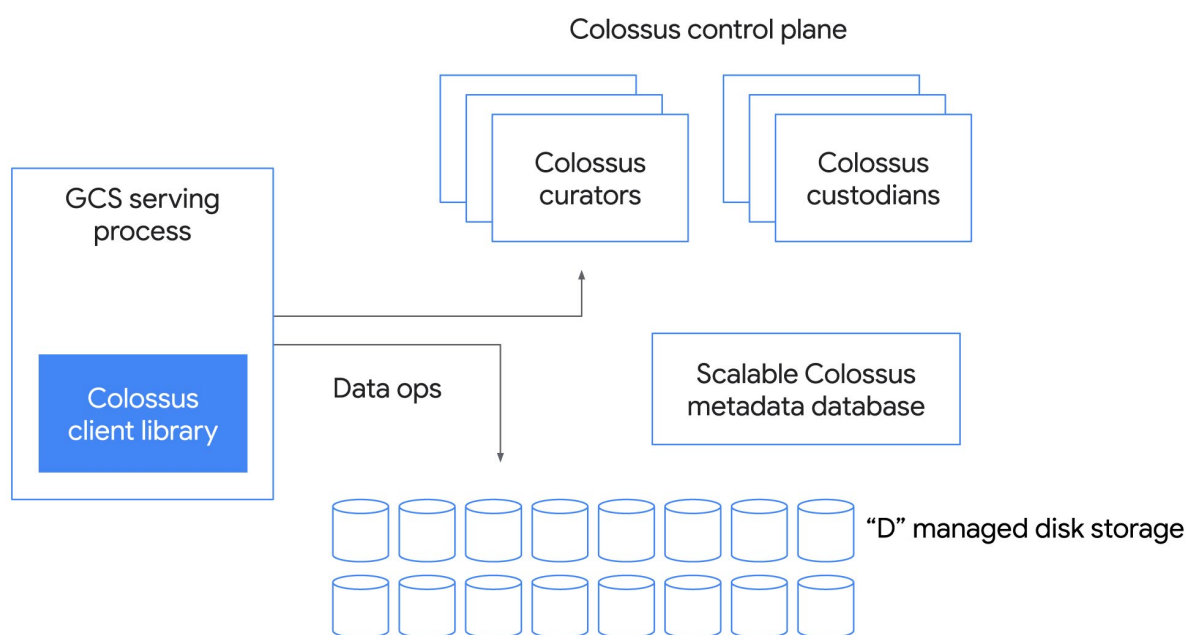 Colossus control plane
Colossus
curators
Colossus
custodians
GCS serving
process
Colossus
client library
Data ops
Scalable Colossus
metadata database
“D” managed disk storage